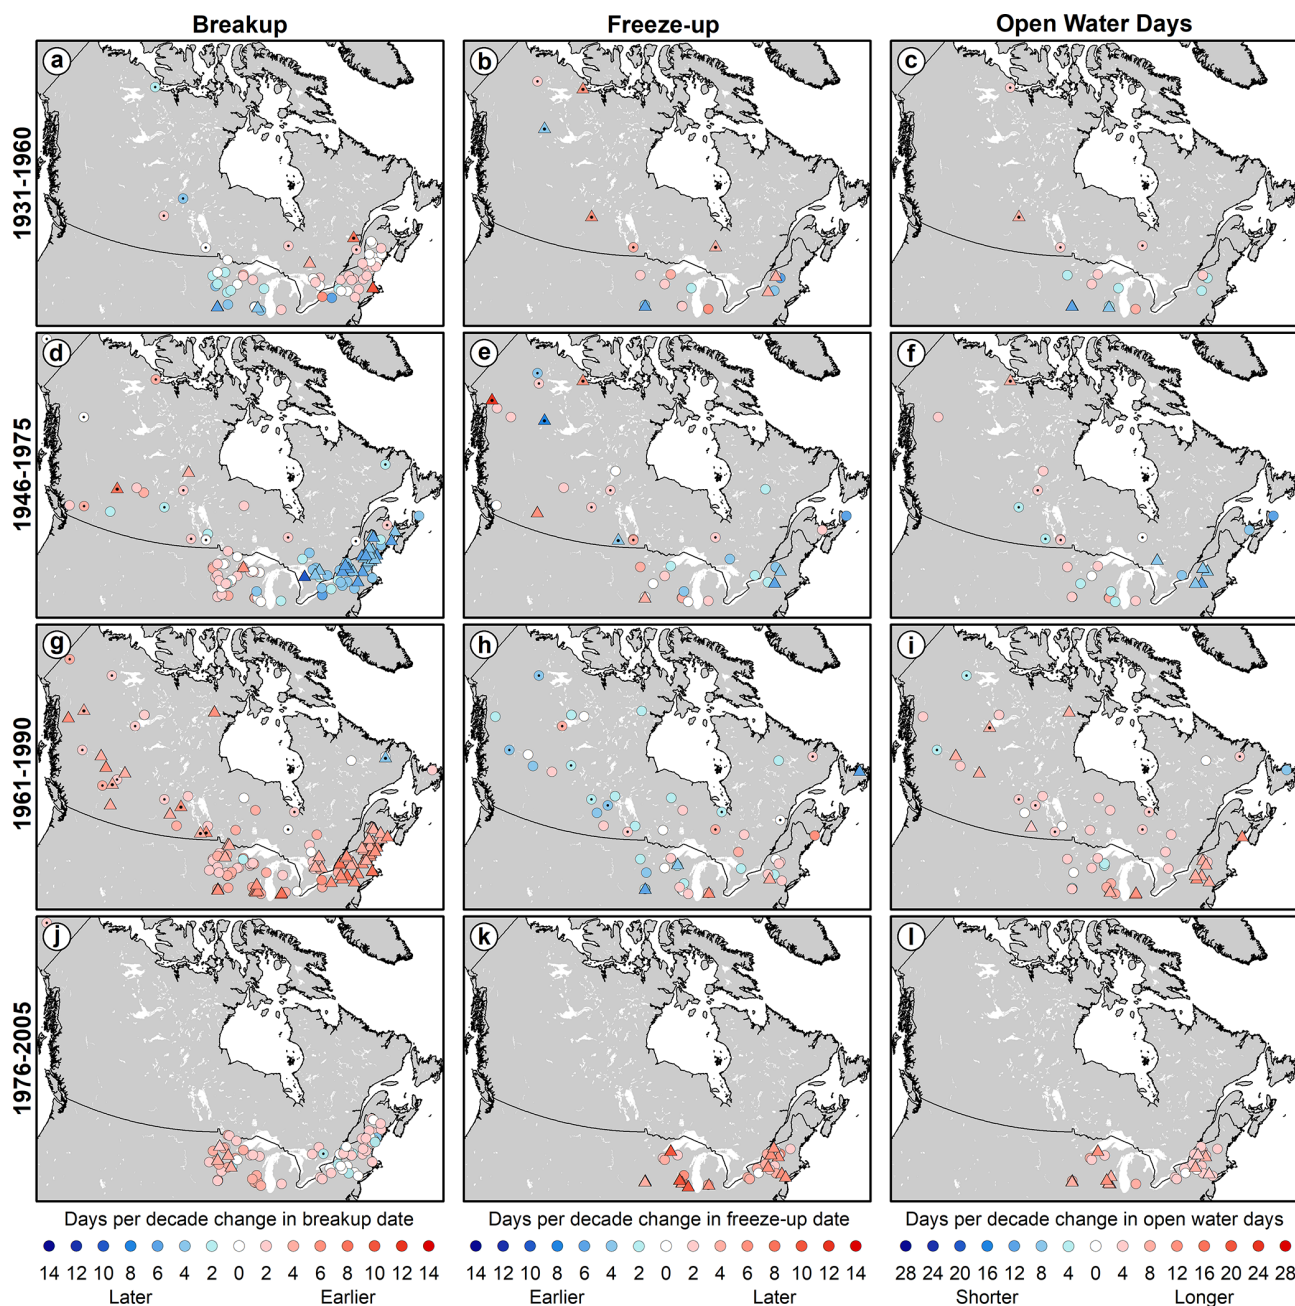 Breakup Freeze-up Open Water Days
1931-1960
a b c
1946-1975
d e f
1961-1990
g h i
1976-2005
j k l
Days per decade change in breakup date Days per decade change in freeze-up date Days per decade change in open water days
14 12 10 8 6 4 2 0 2 4 6 8 10 12 14 14 12 10 8 6 4 2 0 2 4 6 8 10 12 14 28 24 20 16 12 8 4 0 4 8 12 16 20 24 28
Later Earlier Earlier Later Shorter Longer